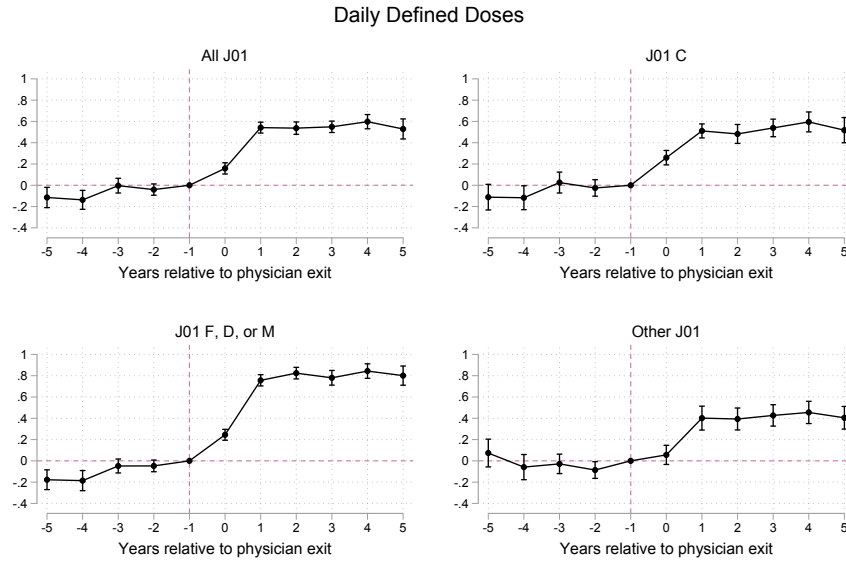 Daily Defined Doses
All J01
1
.8
.6
.4
.2
0
-.2
-.4
-5 -4 -3 -2 -1 0 1 2 3 4 5
Years relative to physician exit
J01 C
1
.8
.6
.4
.2
0
-.2
-.4
-5 -4 -3 -2 -1 0 1 2 3 4 5
Years relative to physician exit
J01 F, D, or M
1
.8
.6
.4
.2
0
-.2
-.4
-5 -4 -3 -2 -1 0 1 2 3 4 5
Years relative to physician exit
Other J01
1
.8
.6
.4
.2
0
-.2
-.4
-5 -4 -3 -2 -1 0 1 2 3 4 5
Years relative to physician exit